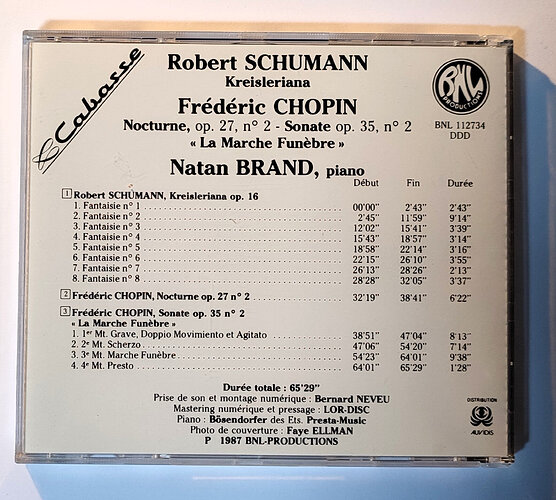 Cabasse
Robert SCHUMANN
Kreisleriana
Frédéric CHOPIN
Nocturne, op. 27, n° 2 - Sonate op. 35, n° 2
« La Marche Funèbre »
Natan BRAND, piano
BNL
PRODUCTIONS
BNL 112734
DDD
Début Fin Durée
1 Robert SCHUMANN, Kreisleriana op. 16
1. Fantaisie n° 1 00'00" 2'43" 2'43"
2. Fantaisie n° 2 2'45" 11'59" 9'14"
3. Fantaisie n° 3 12'02" 15'41" 3'39"
4. Fantaisie n° 4 15'43" 18'57" 3'14"
5. Fantaisie n° 5 18'58" 22'14" 3'16"
6. Fantaisie n° 6 22'15" 26'10" 3'55"
7. Fantaisie n° 7 26'13" 28'26" 2'13"
8. Fantaisie n° 8 28'28" 32'05" 3'37"
2 Frédéric CHOPIN, Nocturne op. 27 n° 2 32'19" 38'41" 6'22"
3 Frédéric CHOPIN, Sonate op. 35 n° 2
« La Marche Funèbre »
1. 1er Mt. Grave, Doppio Movimiento et Agitato 38'51" 47'04" 8'13"
2. 2e Mt. Scherzo 47'06" 54'20" 7'14"
3. 3e Mt. Marche Funèbre 54'23" 64'01" 9'38"
4. 4e Mt. Presto 64'01" 65'29" 1'28"
Durée totale : 65'29"
Prise de son et montage numérique : Bernard NEVEU
Mastering numérique et pressage : LOR-DISC
Piano : Bösendorfer des Ets. Presta-Music
Photo de couverture : Faye ELLMAN
P 1987 BNL-PRODUCTIONS
DISTRIBUTION
AUVIDIS